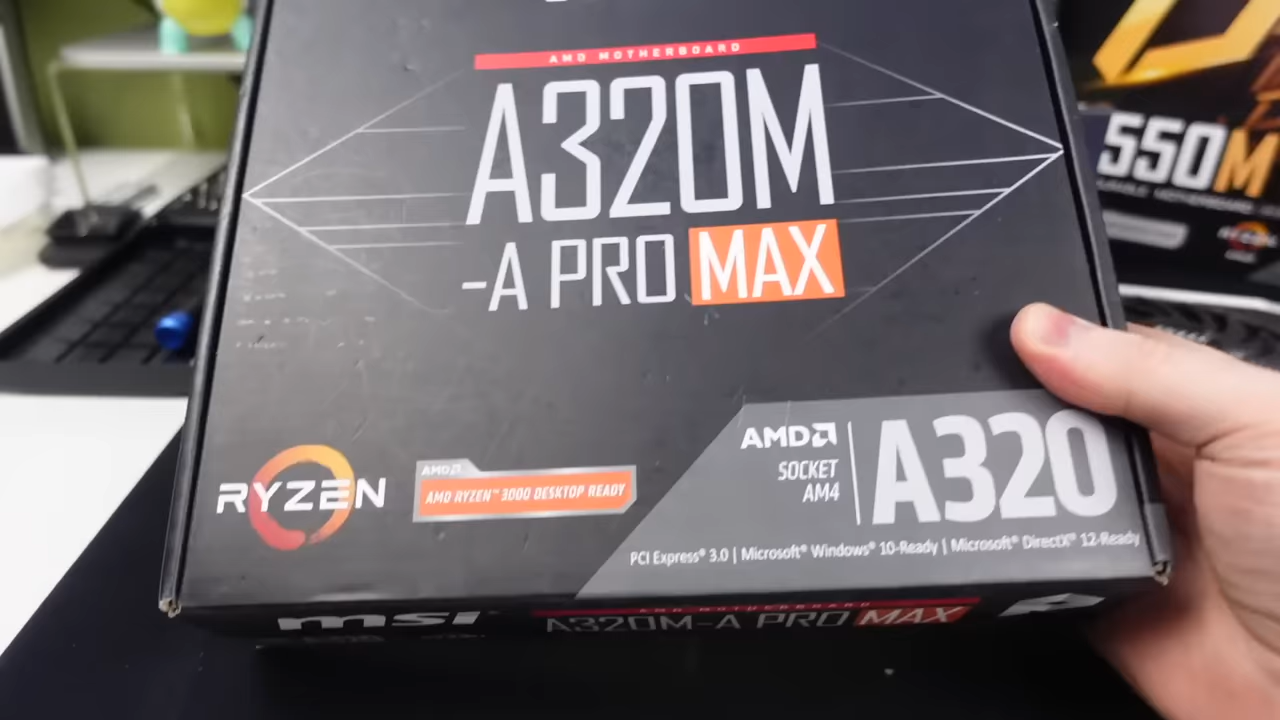 AMD MOTHERBOARD
A320M
-A PRO MAX
550M
RYZEN
AMD
AMD RYZEN™ 3000 DESKTOP READY
AMD
SOCKET
AM4
A320
PCI Express® 3.0 | Microsoft® Windows® 10-Ready | Microsoft® DirectX® 12-Ready
msi
AMD MOTHERBOARD
A320M-A PRO MAX